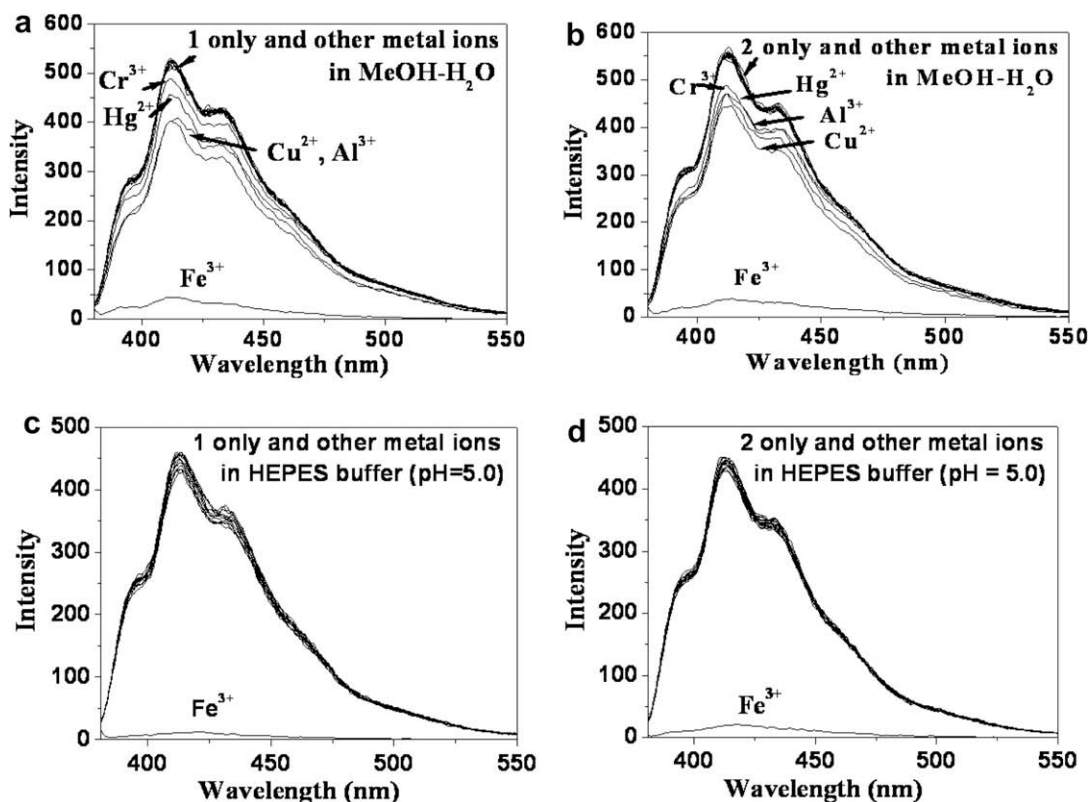 a
600
500
400
300
200
100
0
Intensity
1 only and other metal ions
in MeOH-H₂O
Cr³⁺
Hg²⁺
Cu²⁺, Al³⁺
Fe³⁺
400 450 500 550
Wavelength (nm)
b
600
500
400
300
200
100
0
Intensity
2 only and other metal ions
in MeOH-H₂O
Cr³⁺
Hg²⁺
Al³⁺
Cu²⁺
Fe³⁺
400 450 500 550
Wavelength (nm)
c
500
400
300
200
100
0
Intensity
1 only and other metal ions
in HEPES buffer (pH=5.0)
Fe³⁺
400 450 500 550
Wavelength (nm)
d
500
400
300
200
100
0
Intensity
2 only and other metal ions
in HEPES buffer (pH = 5.0)
Fe³⁺
400 450 500 550
Wavelength (nm)